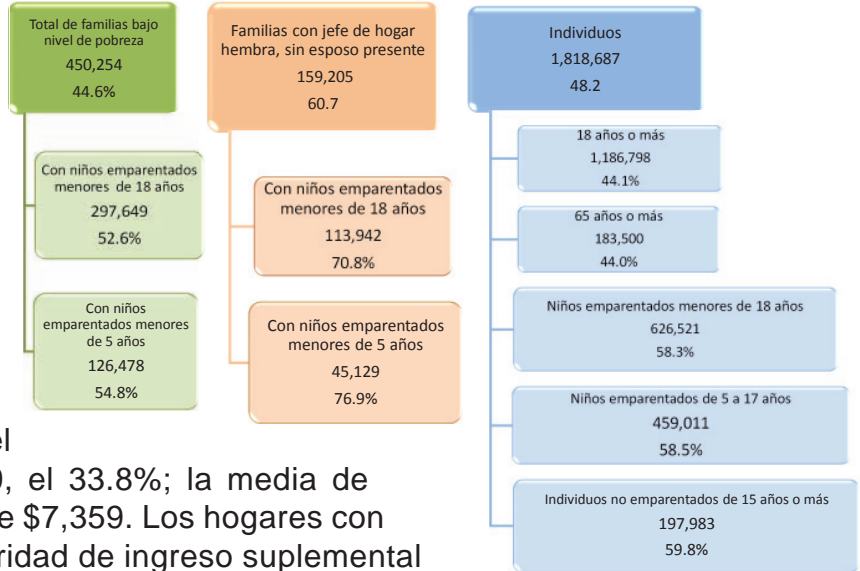 Total de familias bajo
nivel de pobreza
450,254
44.6%
Con niños emparentados
menores de 18 años
297,649
52.6%
Con niños
emparentados menores
de 5 años
126,478
54.8%
Familias con jefe de hogar
hembra, sin esposo presente
159,205
60.7
Con niños emparentados
menores de 18 años
113,942
70.8%
Con niños emparentados
menores de 5 años
45,129
76.9%
Individuos
1,818,687
48.2
18 años o más
1,186,798
44.1%
65 años o más
183,500
44.0%
Niños emparentados menores de 18 años
626,521
58.3%
Niños emparentados de 5 a 17 años
459,011
58.5%
Individuos no emparentados de 15 años o más
197,983
59.8%
el 33.8%; la media de
$7,359. Los hogares con
de ingreso suplemental